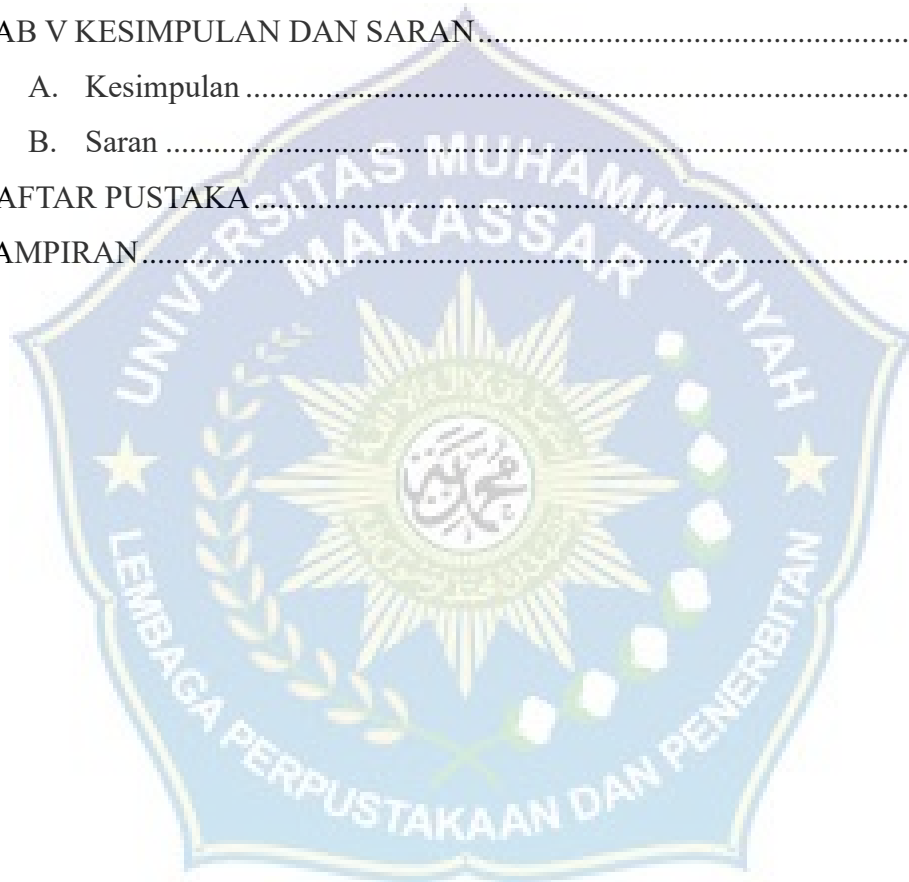 AB V KESIMPULAN DAN SARAN........................................................
A. Kesimpulan ...................................................................................
B. Saran .............................................................................................
AFTAR PUSTAKA ...................................................................................
AMPIRAN.................................................................................................
UNIVERSITAS MUHAMMADIYAH
MAKASSAR
LEMBAGA PERPUSTAKAAN DAN PENERBITAN